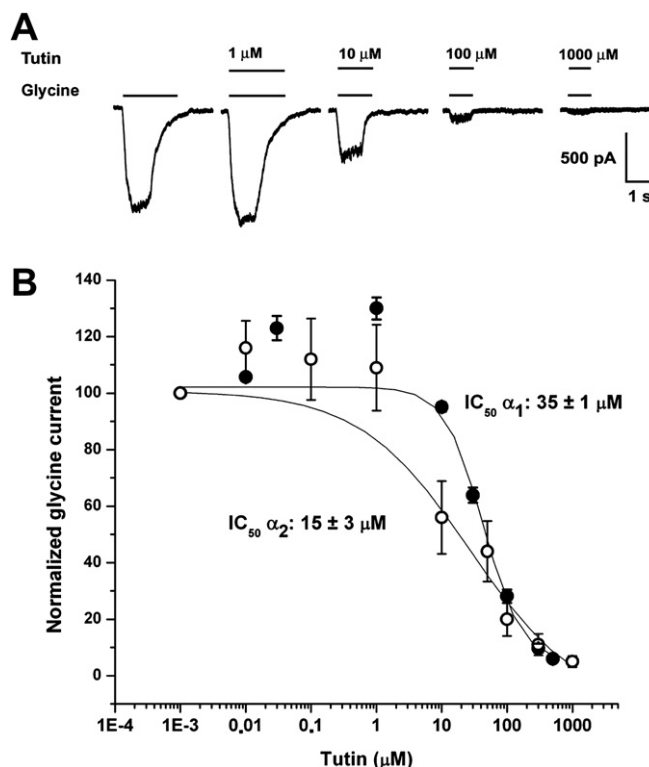 A
Tutin 1 μM 10 μM 100 μM 1000 μM
Glycine
500 pA
1 s
B
140
120
100
80
60
40
20
0
Normalized glycine current
IC50 α1: 35 ± 1 μM
IC50 α2: 15 ± 3 μM
1E-4 1E-3 0.01 0.1 1 10 100 1000
Tutin (μM)